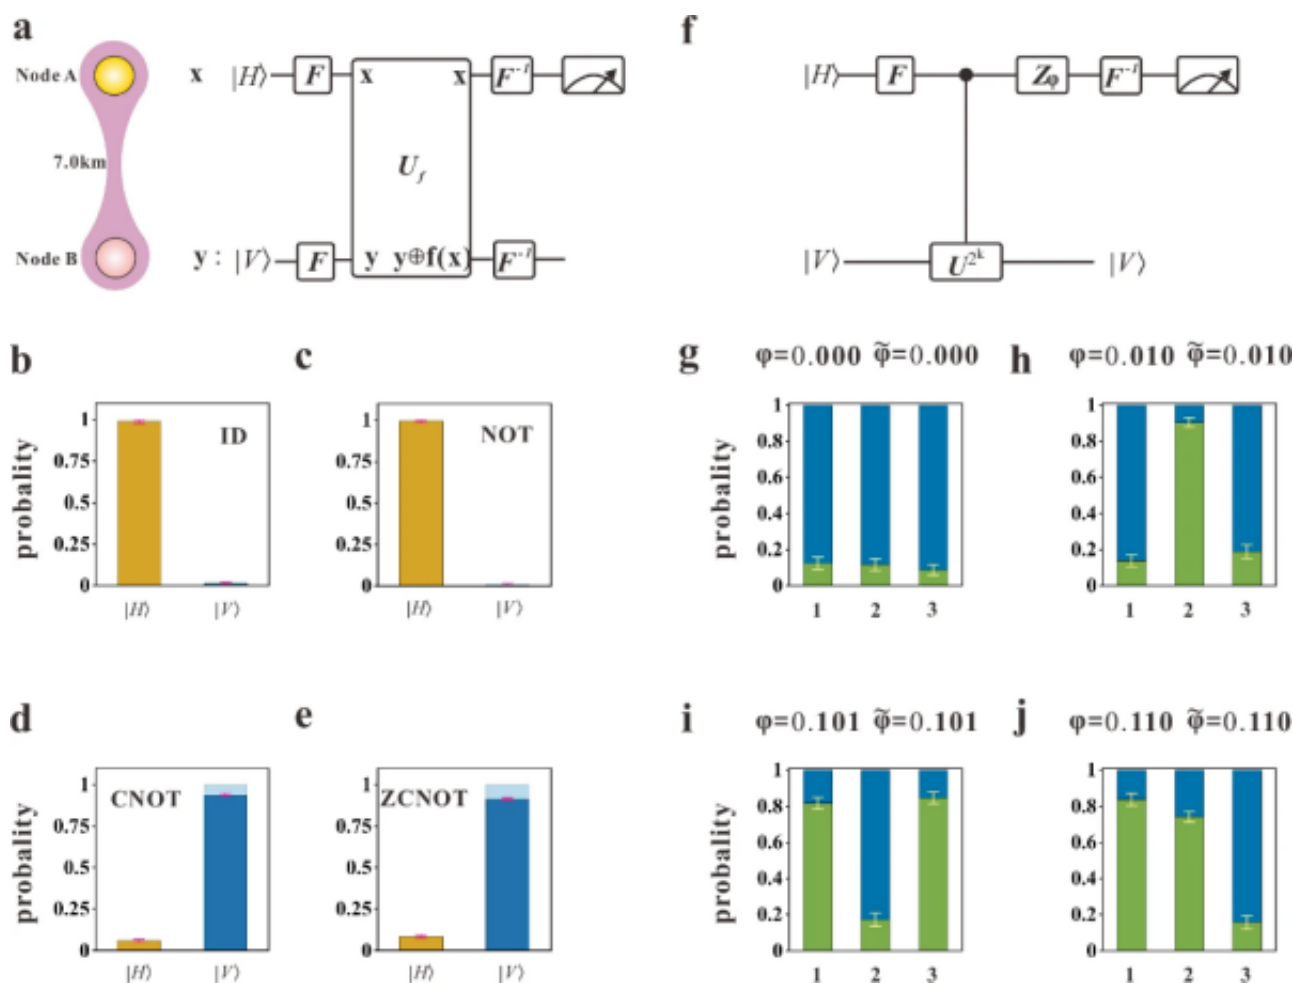 a
Node A
7.0km
Node B
x |H⟩ F x x F⁻¹
U_f
y : |V⟩ F y y⊕f(x) F⁻¹
f
|H⟩ F Zφ F⁻¹
|V⟩ U^{2^k} |V⟩
b
probality
1
0.75
0.5
0.25
0
ID
|H⟩ |V⟩
c
1
0.75
0.5
0.25
0
NOT
|H⟩ |V⟩
g
φ=0.000 φ̃=0.000
probality
1
0.8
0.6
0.4
0.2
0
1 2 3
h
φ=0.010 φ̃=0.010
1
0.8
0.6
0.4
0.2
0
1 2 3
d
probality
1
0.75
0.5
0.25
0
CNOT
|H⟩ |V⟩
e
1
0.75
0.5
0.25
0
ZCNOT
|H⟩ |V⟩
i
φ=0.101 φ̃=0.101
probality
1
0.8
0.6
0.4
0.2
0
1 2 3
j
φ=0.110 φ̃=0.110
1
0.8
0.6
0.4
0.2
0
1 2 3